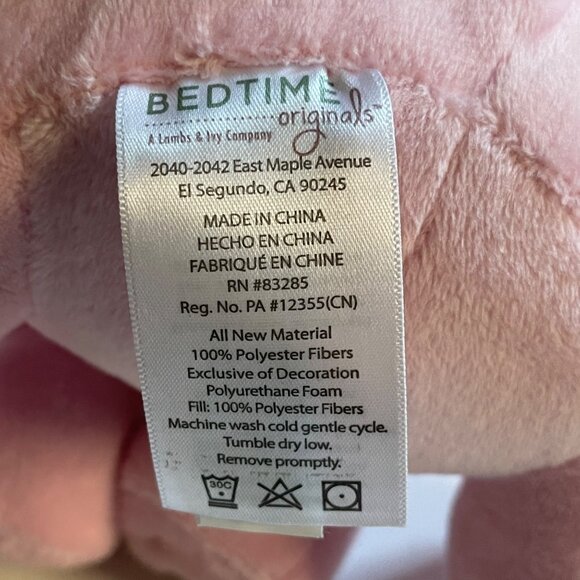 BEDTIME
originals™
A Lambs & Ivy Company
2040-2042 East Maple Avenue
El Segundo, CA 90245
MADE IN CHINA
HECHO EN CHINA
FABRIQUÉ EN CHINE
RN #83285
Reg. No. PA #12355(CN)
All New Material
100% Polyester Fibers
Exclusive of Decoration
Polyurethane Foam
Fill: 100% Polyester Fibers
Machine wash cold gentle cycle.
Tumble dry low.
Remove promptly.
30C